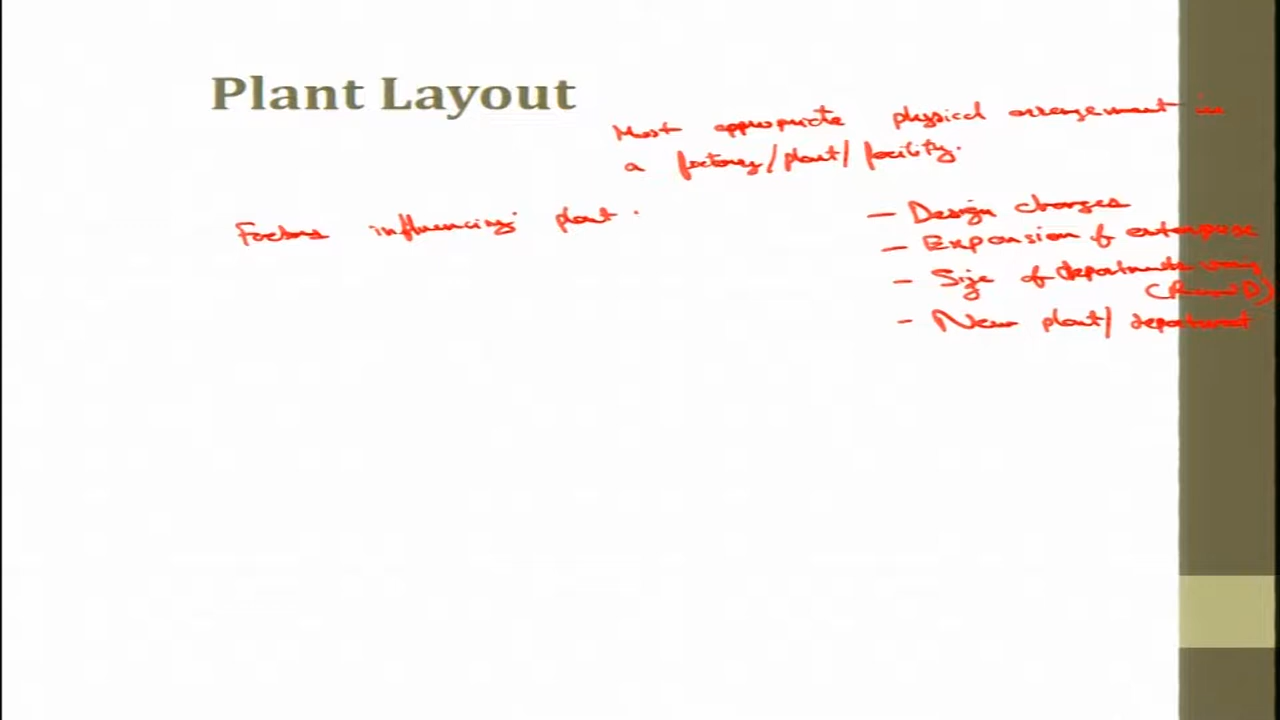 Plant Layout
Most appropriate physical arrangement in
a factory/plant/facility.
Factors influencing plant
- Design changes
- Expansion of enterprise
- Size of departments vary
- New plant/department